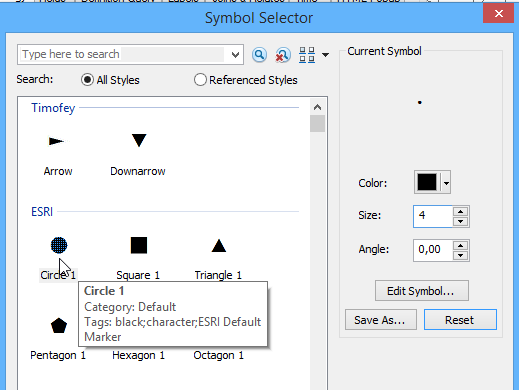 Symbol Selector
Type here to search
Search: All Styles Referenced Styles
Timofey
Arrow Downarrow
ESRI
Circle 1 Square 1 Triangle 1
Circle 1
Category: Default
Tags: black;character;ESRI Default
Marker
Pentagon 1 Hexagon 1 Octagon 1
Current Symbol
Color:
Size: 4
Angle: 0,00
Edit Symbol...
Save As... Reset